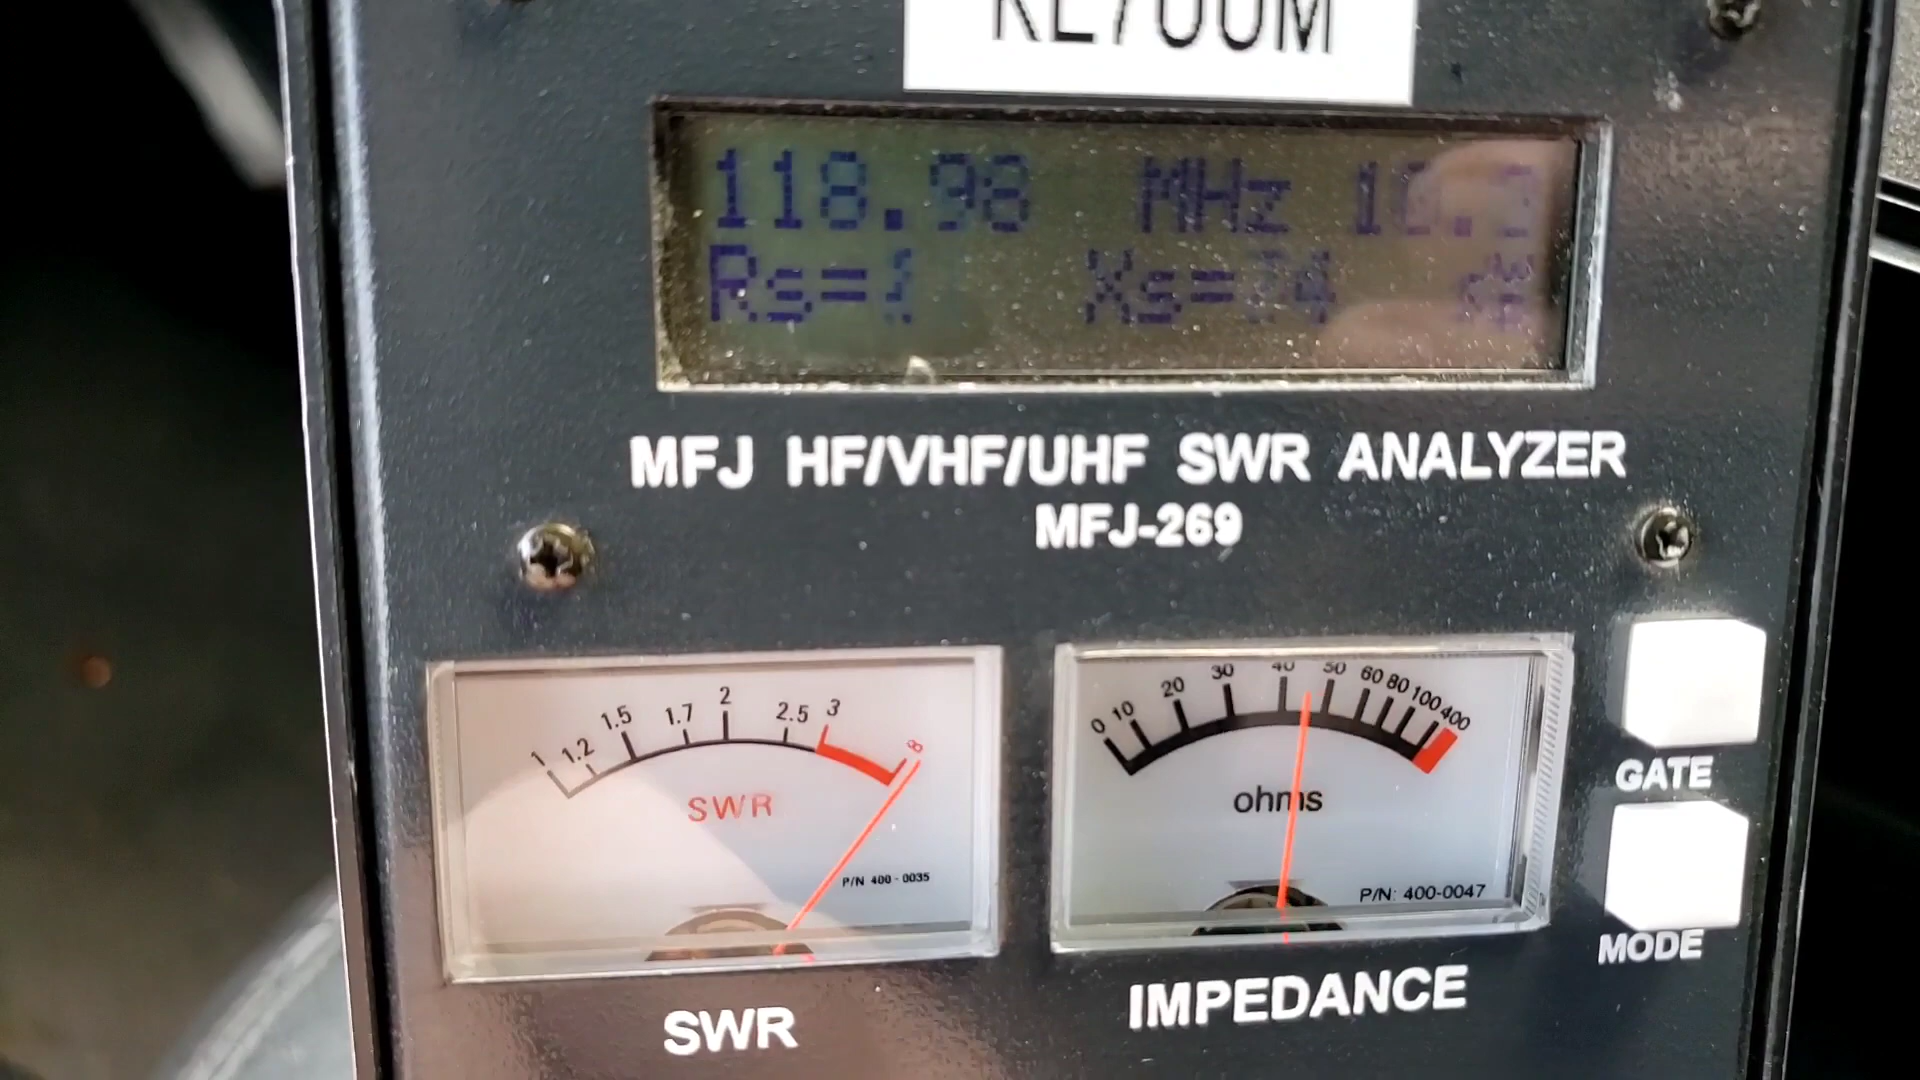 KL7UUM
118.98 MHz
Rs= Xs=
MFJ HF/VHF/UHF SWR ANALYZER
MFJ-269
1 1.2 1.5 1.7 2 2.5 3 ∞
SWR
P/N 400-0035
0 10 20 30 40 50 60 80 100 400
ohms
P/N: 400-0047
GATE
MODE
SWR
IMPEDANCE